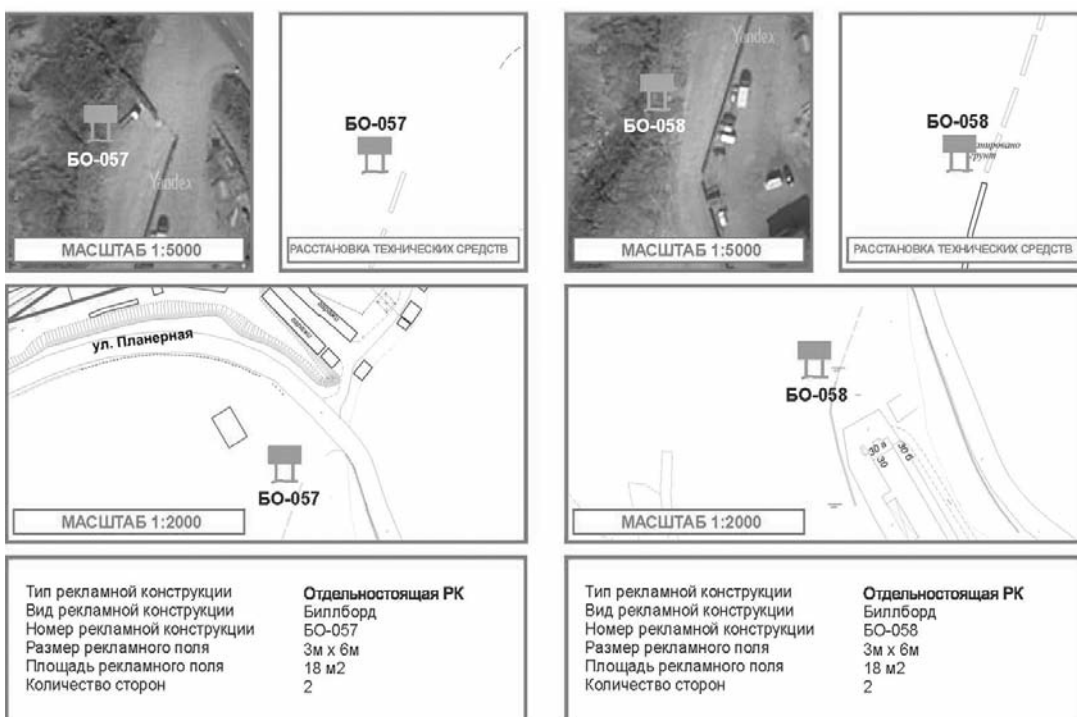 Yandex
БО-057
МАСШТАБ 1:5000
БО-057
РАССТАНОВКА ТЕХНИЧЕСКИХ СРЕДСТВ
ул. Планерная
гаражи
гаражи
БО-057
МАСШТАБ 1:2000
Тип рекламной конструкции Отдельностоящая РК
Вид рекламной конструкции Биллборд
Номер рекламной конструкции БО-057
Размер рекламного поля 3м x 6м
Площадь рекламного поля 18 м2
Количество сторон 2
Yandex
БО-058
МАСШТАБ 1:5000
БО-058
нировано
грунт
РАССТАНОВКА ТЕХНИЧЕСКИХ СРЕДСТВ
БО-058
30 а
30
30 б
МАСШТАБ 1:2000
Тип рекламной конструкции Отдельностоящая РК
Вид рекламной конструкции Биллборд
Номер рекламной конструкции БО-058
Размер рекламного поля 3м x 6м
Площадь рекламного поля 18 м2
Количество сторон 2